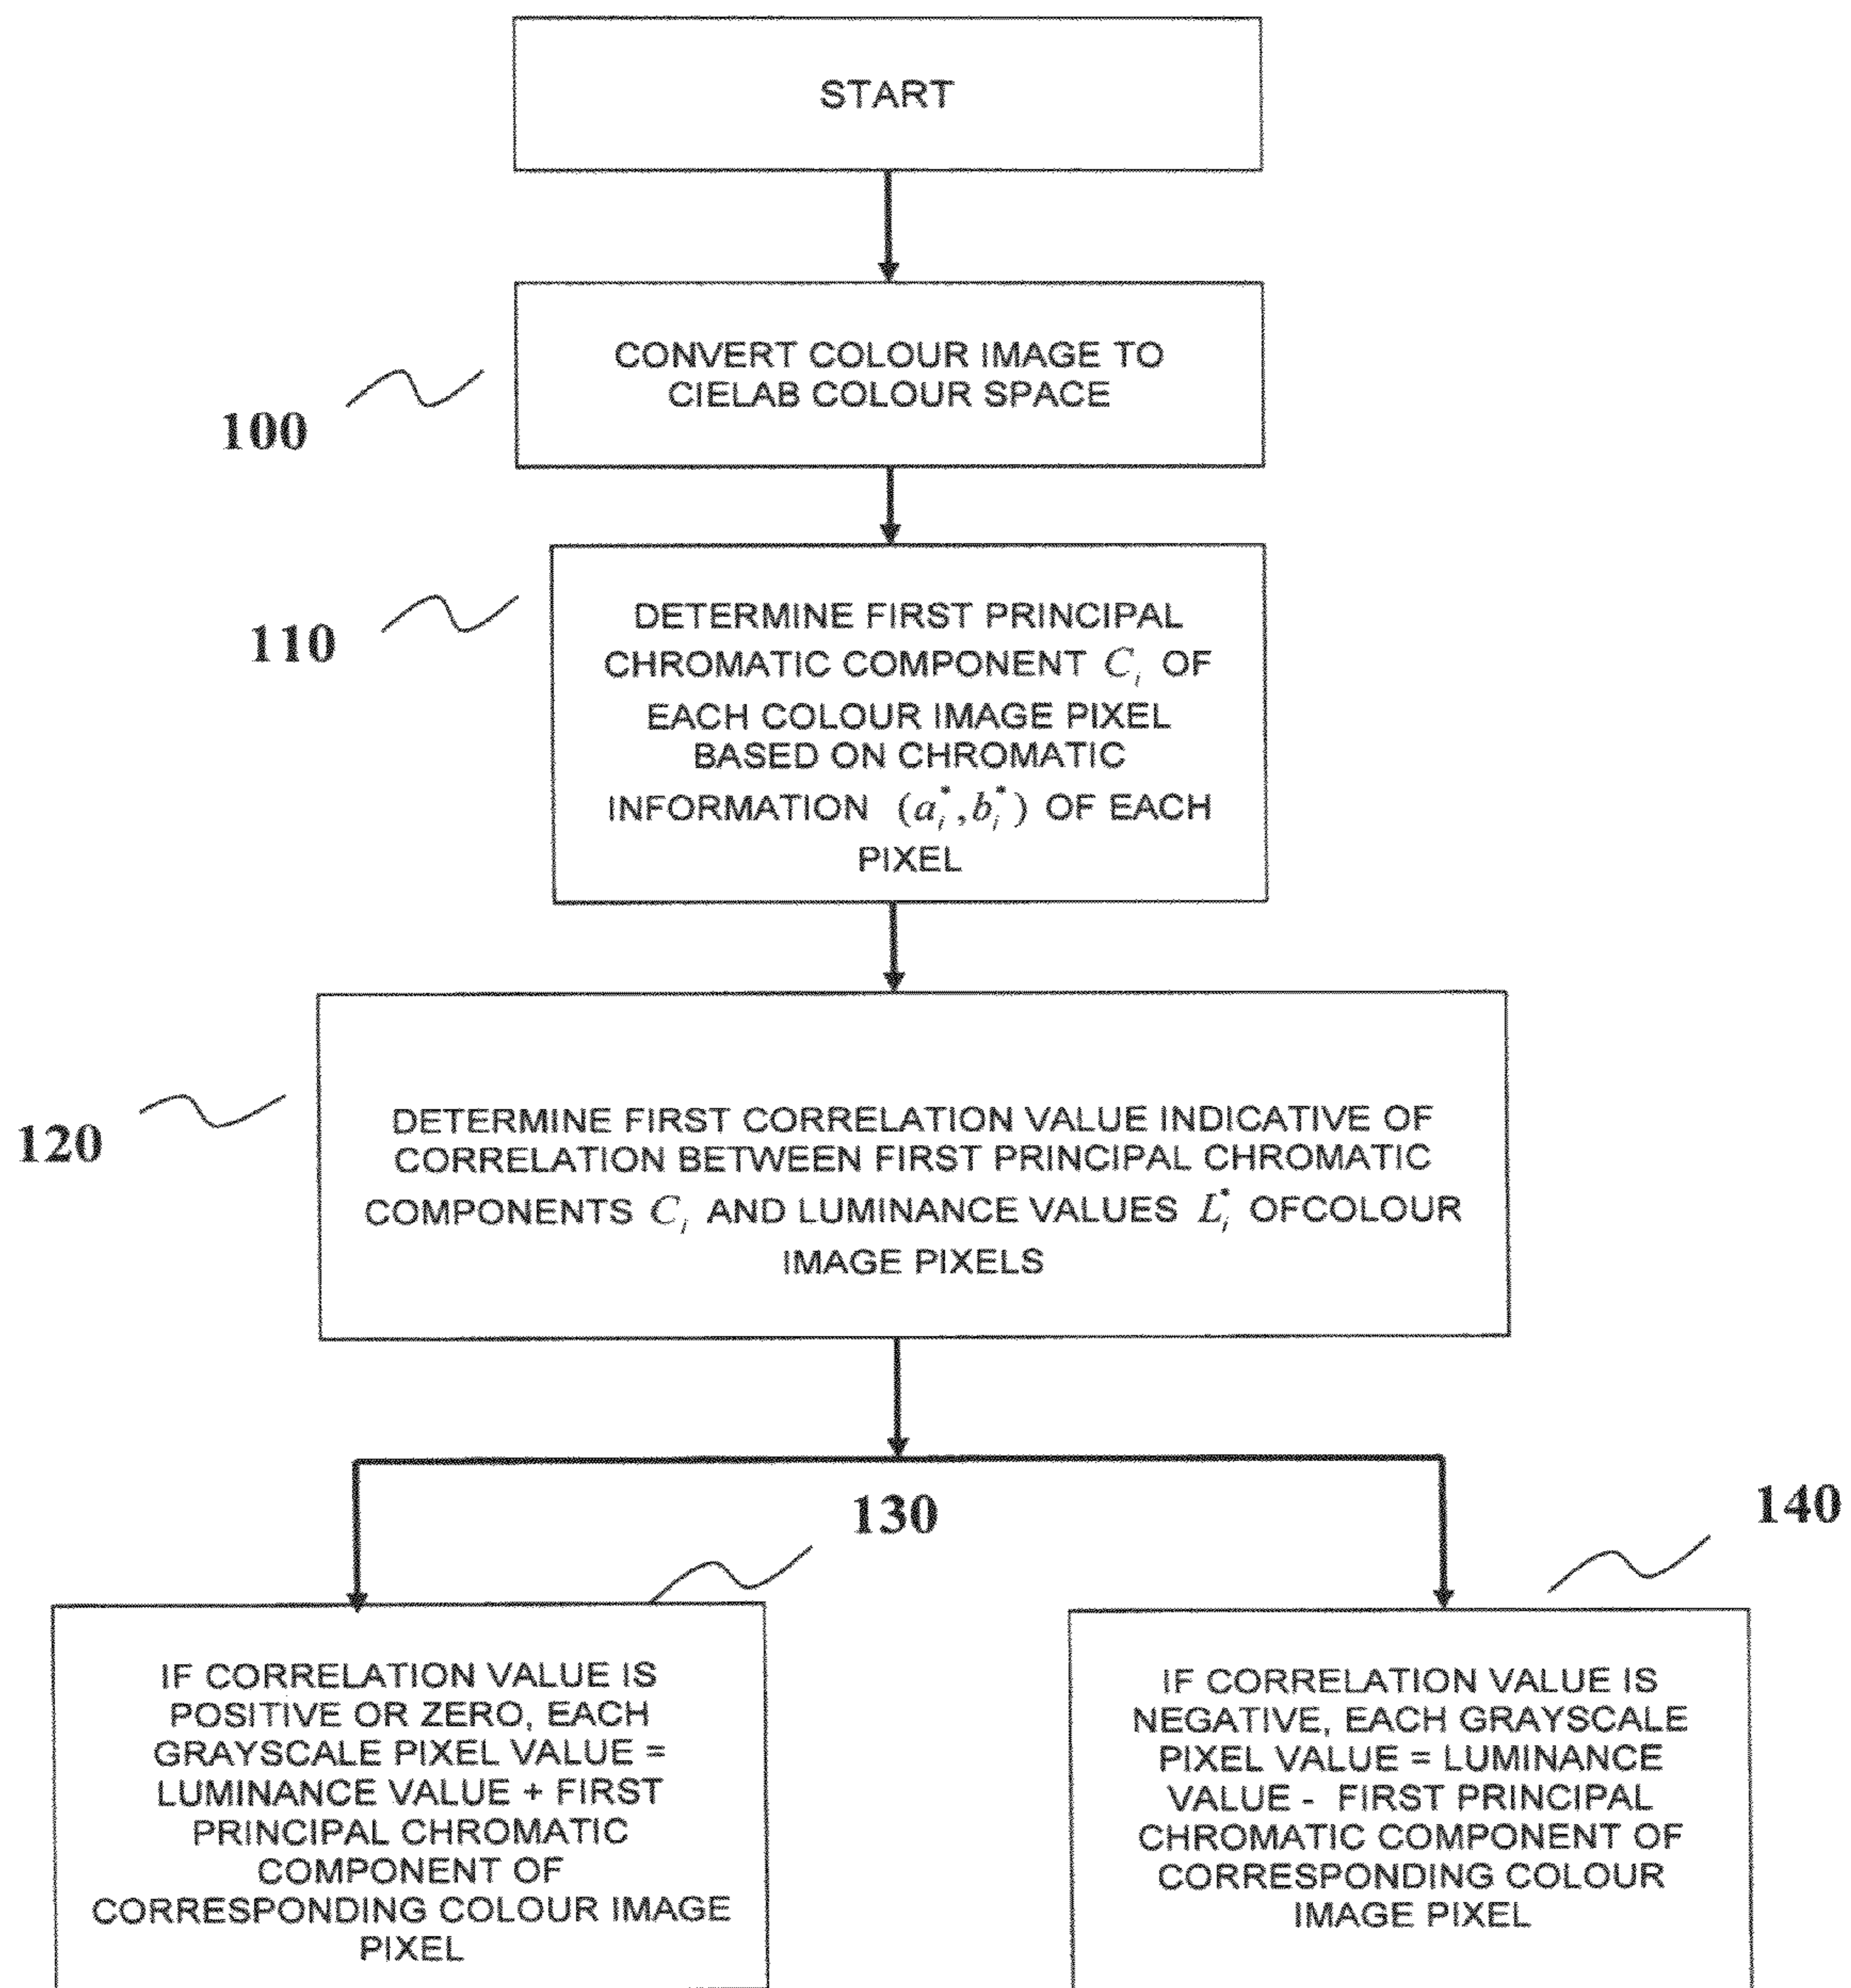 START
CONVERT COLOUR IMAGE TO
CIELAB COLOUR SPACE
100
DETERMINE FIRST PRINCIPAL
CHROMATIC COMPONENT C_i OF
EACH COLOUR IMAGE PIXEL
BASED ON CHROMATIC
INFORMATION (a_i^*, b_i^*) OF EACH
PIXEL
110
DETERMINE FIRST CORRELATION VALUE INDICATIVE OF
CORRELATION BETWEEN FIRST PRINCIPAL CHROMATIC
COMPONENTS C_i AND LUMINANCE VALUES L_i^* OFCOLOUR
IMAGE PIXELS
120
130
IF CORRELATION VALUE IS
POSITIVE OR ZERO, EACH
GRAYSCALE PIXEL VALUE =
LUMINANCE VALUE + FIRST
PRINCIPAL CHROMATIC
COMPONENT OF
CORRESPONDING COLOUR IMAGE
PIXEL
140
IF CORRELATION VALUE IS
NEGATIVE, EACH GRAYSCALE
PIXEL VALUE = LUMINANCE
VALUE - FIRST PRINCIPAL
CHROMATIC COMPONENT OF
CORRESPONDING COLOUR
IMAGE PIXEL